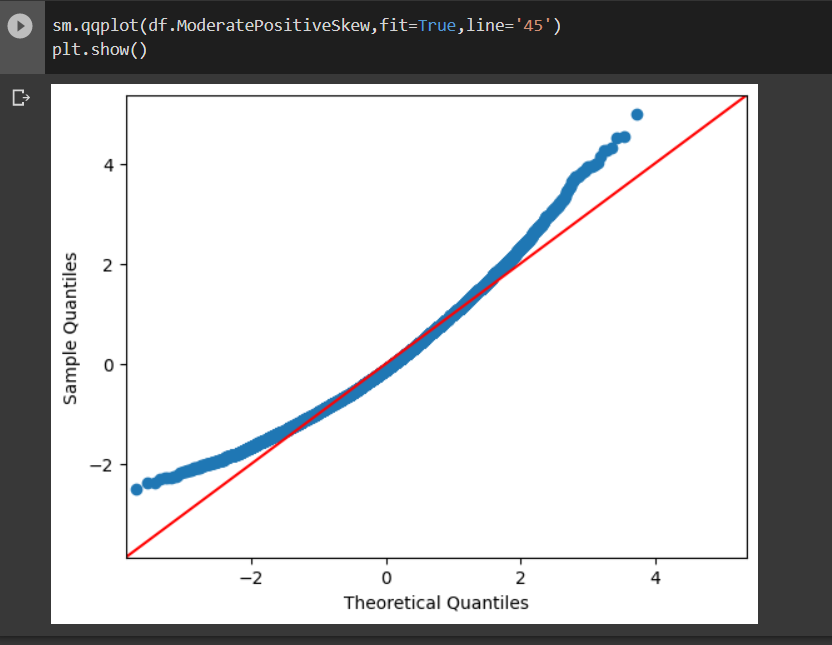 sm.qqplot(df.ModeratePositiveSkew,fit=True,line='45')
plt.show()
4
2
0
−2
Sample Quantiles
−2 0 2 4
Theoretical Quantiles